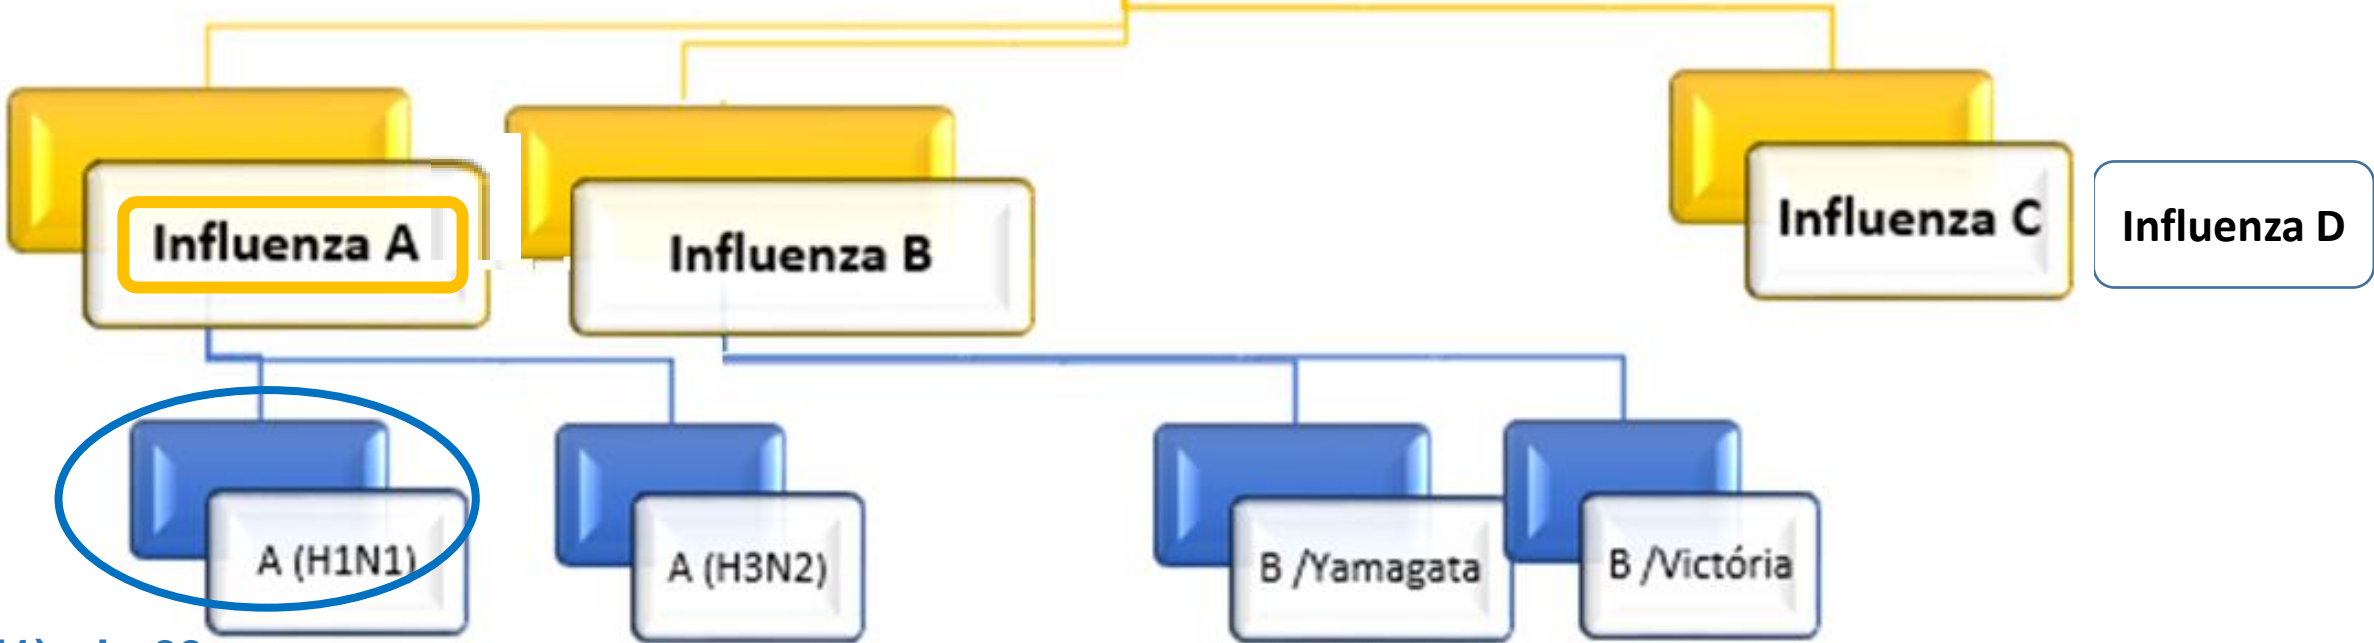 Influenza A
Influenza B
Influenza C
Influenza D
A (H1N1)
A (H3N2)
B /Yamagata
B /Victória